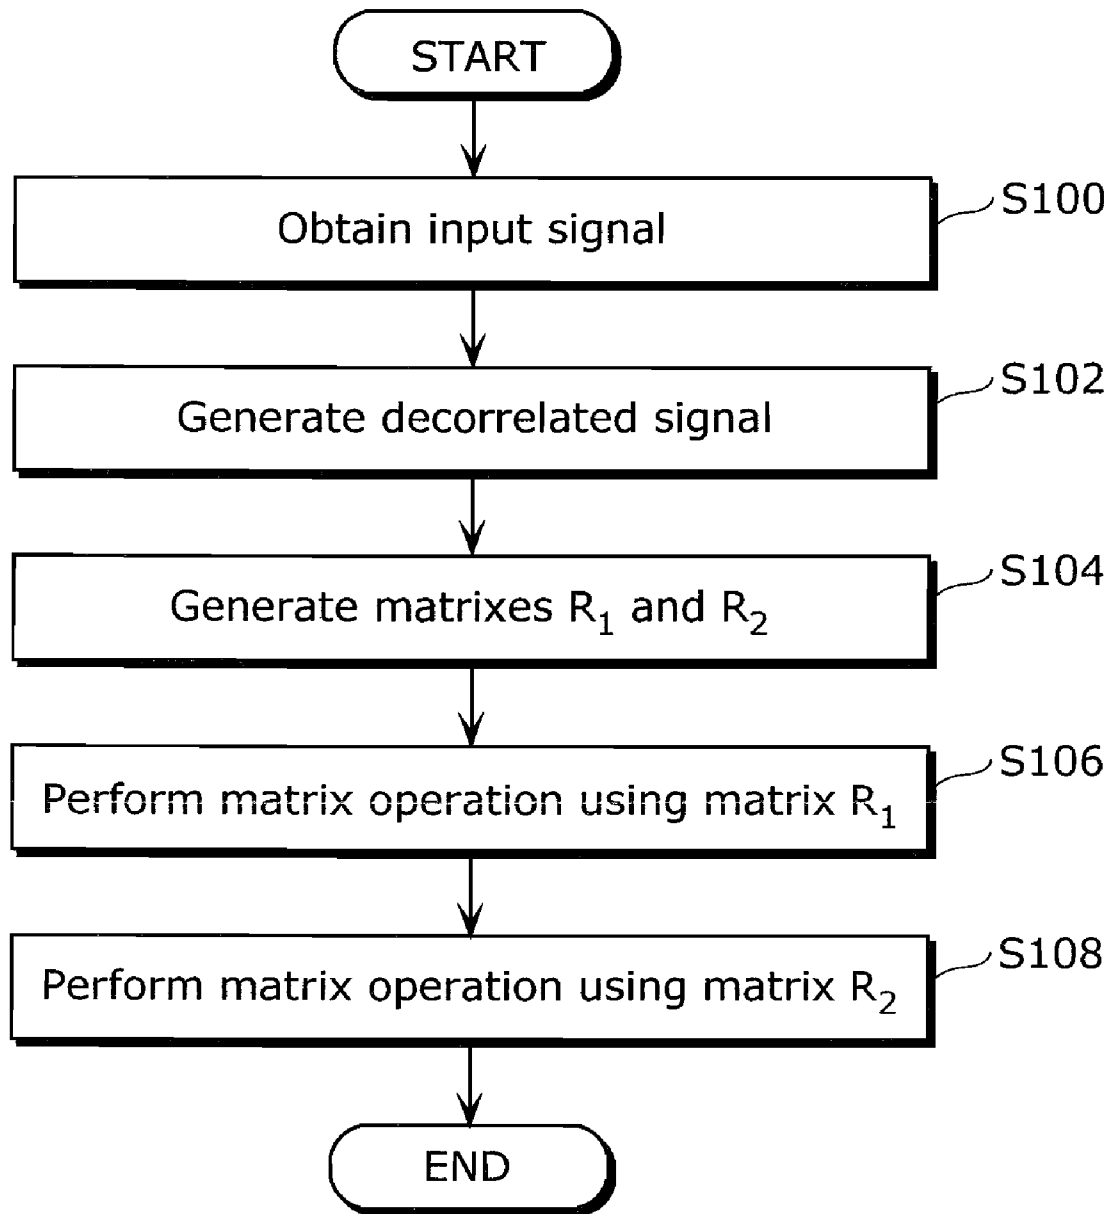 START
Obtain input signal
S100
Generate decorrelated signal
S102
Generate matrixes R1 and R2
S104
Perform matrix operation using matrix R1
S106
Perform matrix operation using matrix R2
S108
END